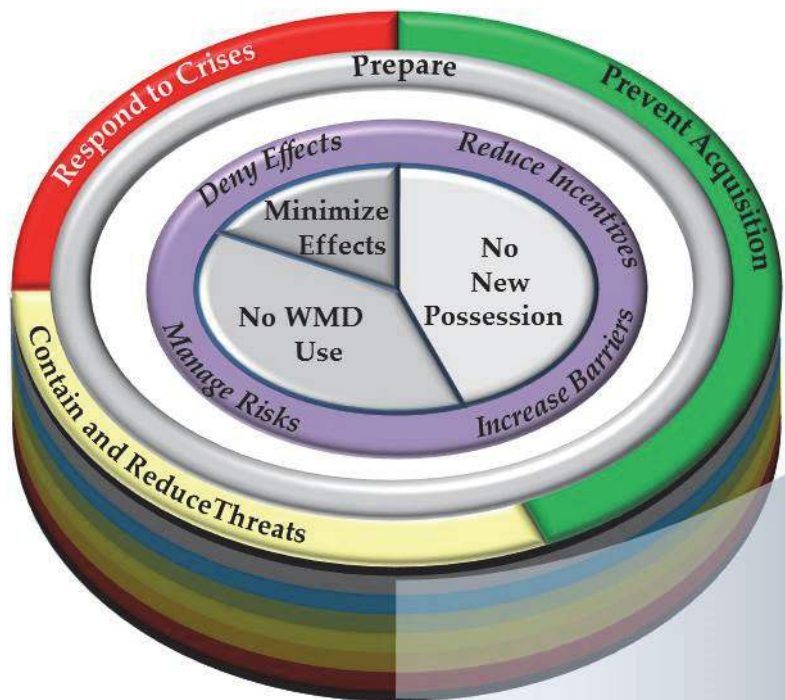 Respond to Crises
Prevent Acquisition
Contain and ReduceThreats
Prepare
Deny Effects
Reduce Incentives
Manage Risks
Increase Barriers
Minimize
Effects
No
New
Possession
No WMD
Use